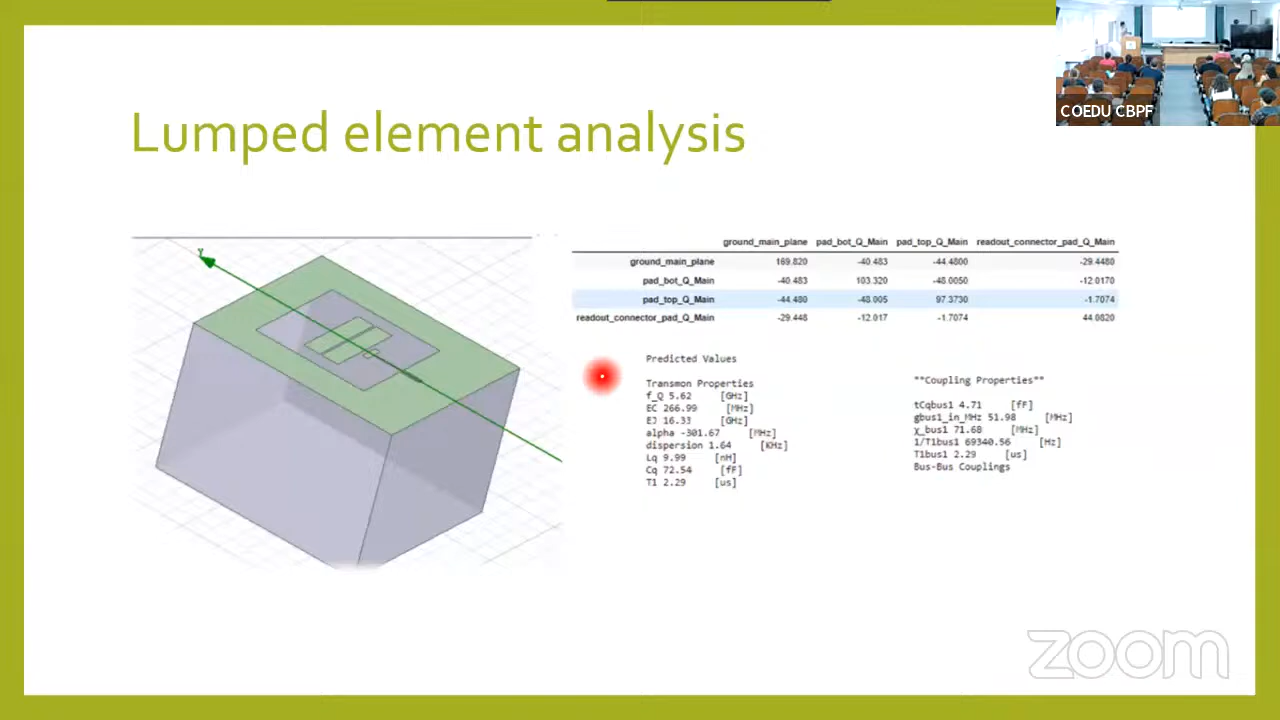 COEDU CBPF
Lumped element analysis
Y
ground_main_plane pad_bot_Q_Main pad_top_Q_Main readout_connector_pad_Q_Main
ground_main_plane 169.820 -40.483 -44.4800 -29.4480
pad_bot_Q_Main -40.483 103.320 -48.0050 -12.0170
pad_top_Q_Main -44.480 -48.005 97.3730 -1.7074
readout_connector_pad_Q_Main -29.448 -12.017 -1.7074 44.0820
Predicted Values
Transmon Properties
f_Q 5.62 [GHz]
EC 266.99 [MHz]
EJ 16.33 [GHz]
alpha -301.67 [MHz]
dispersion 1.64 [KHz]
Lq 9.99 [nH]
Cq 72.54 [fF]
T1 2.29 [us]
**Coupling Properties**
tCqbus1 4.71 [fF]
gbus1_in_MHz 51.98 [MHz]
χ_bus1 71.68 [MHz]
1/T1bus1 69340.56 [Hz]
T1bus1 2.29 [us]
Bus-Bus Couplings
zoom